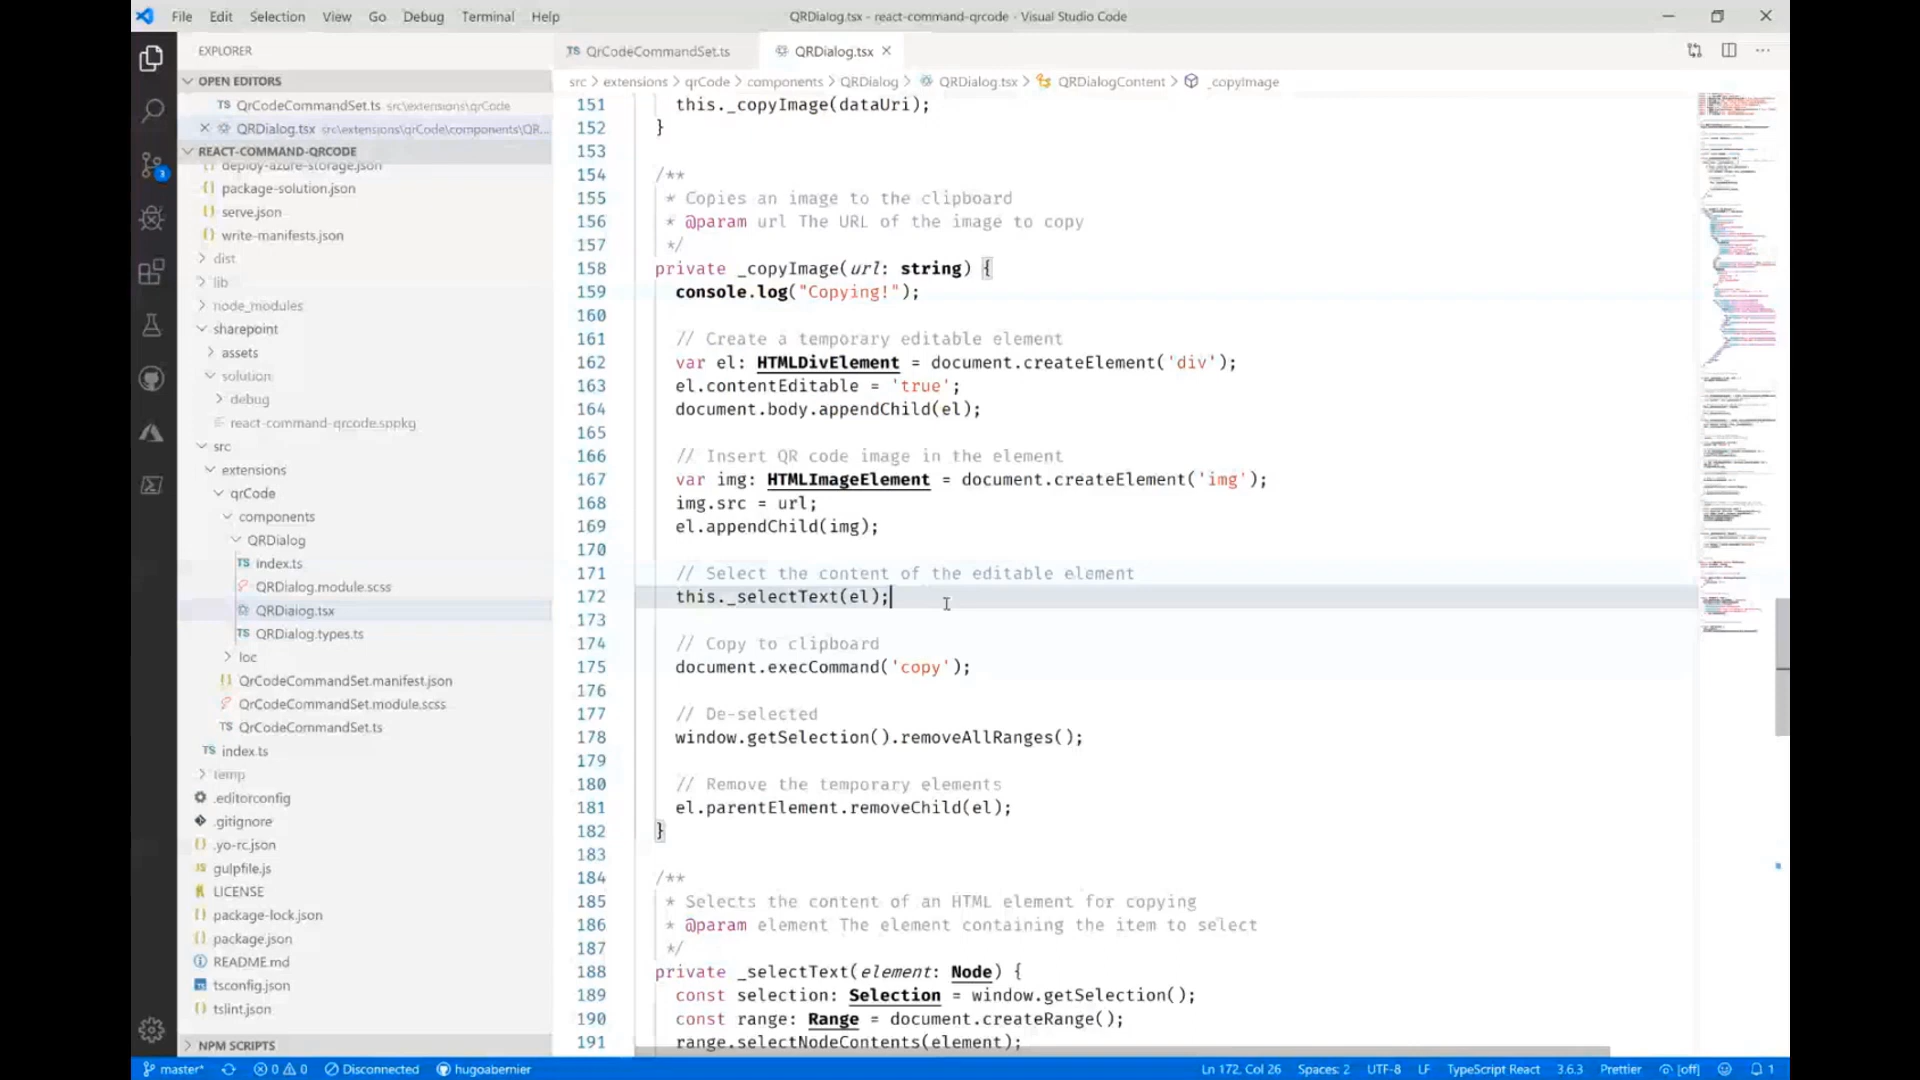 File Edit Selection View Go Debug Terminal Help
QRDialog.tsx - react-command-qrcode - Visual Studio Code
EXPLORER
OPEN EDITORS
TS QrCodeCommandSet.ts src\extensions\qrCode
QRDialog.tsx src\extensions\qrCode\components\QR...
REACT-COMMAND-QRCODE
deploy-azure-storage.json
{} package-solution.json
{} serve.json
{} write-manifests.json
dist
lib
node_modules
sharepoint
assets
solution
debug
react-command-qrcode.sppkg
src
extensions
qrCode
components
QRDialog
TS index.ts
QRDialog.module.scss
QRDialog.tsx
TS QRDialog.types.ts
loc
{} QrCodeCommandSet.manifest.json
QrCodeCommandSet.module.scss
TS QrCodeCommandSet.ts
TS index.ts
temp
.editorconfig
.gitignore
{} .yo-rc.json
JS gulpfile.js
LICENSE
{} package-lock.json
{} package.json
README.md
tsconfig.json
{} tslint.json
NPM SCRIPTS
3
TS QrCodeCommandSet.ts
QRDialog.tsx
src > extensions > qrCode > components > QRDialog > QRDialog.tsx > QRDialogContent > _copyImage
151 this._copyImage(dataUri);
152 }
153
154 /**
155 * Copies an image to the clipboard
156 * @param url The URL of the image to copy
157 */
158 private _copyImage(url: string) {
159 console.log("Copying!");
160
161 // Create a temporary editable element
162 var el: HTMLDivElement = document.createElement('div');
163 el.contentEditable = 'true';
164 document.body.appendChild(el);
165
166 // Insert QR code image in the element
167 var img: HTMLImageElement = document.createElement('img');
168 img.src = url;
169 el.appendChild(img);
170
171 // Select the content of the editable element
172 this._selectText(el);
173
174 // Copy to clipboard
175 document.execCommand('copy');
176
177 // De-selected
178 window.getSelection().removeAllRanges();
179
180 // Remove the temporary elements
181 el.parentElement.removeChild(el);
182 }
183
184 /**
185 * Selects the content of an HTML element for copying
186 * @param element The element containing the item to select
187 */
188 private _selectText(element: Node) {
189 const selection: Selection = window.getSelection();
190 const range: Range = document.createRange();
191 range.selectNodeContents(element);
master* 0 0 Disconnected hugoabernier
Ln 172, Col 26 Spaces: 2 UTF-8 LF TypeScript React 3.6.3 Prettier [off] 1